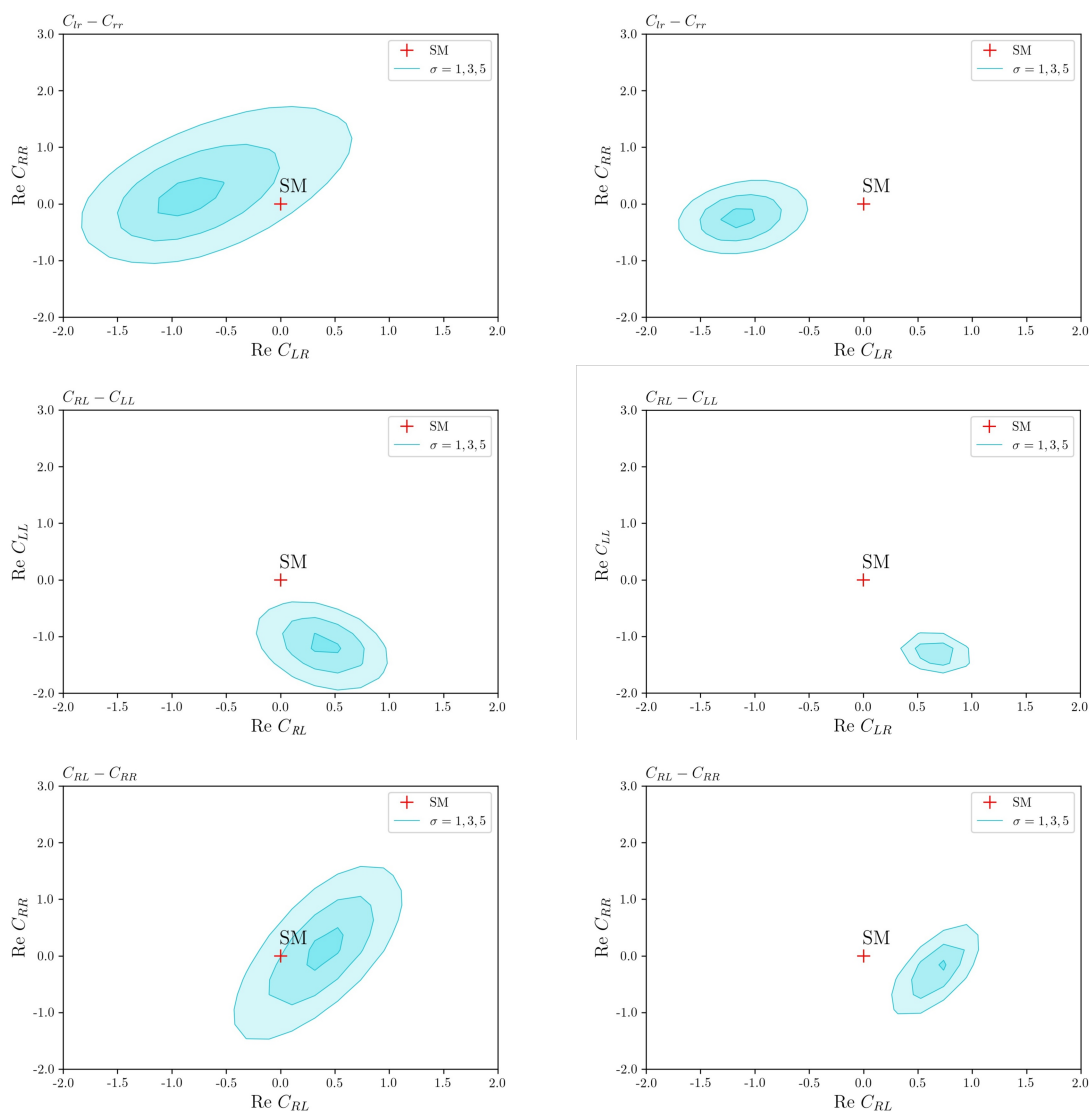 C_{lr} − C_{rr}
3.0
2.0
1.0
0.0
-1.0
-2.0
Re C_{RR}
SM
σ = 1, 3, 5
SM
-2.0 -1.5 -1.0 -0.5 0.0 0.5 1.0 1.5 2.0
Re C_{LR}
C_{lr} − C_{rr}
3.0
2.0
1.0
0.0
-1.0
-2.0
Re C_{RR}
SM
σ = 1, 3, 5
SM
-2.0 -1.5 -1.0 -0.5 0.0 0.5 1.0 1.5 2.0
Re C_{LR}
C_{RL} − C_{LL}
3.0
2.0
1.0
0.0
-1.0
-2.0
Re C_{LL}
SM
σ = 1, 3, 5
SM
-2.0 -1.5 -1.0 -0.5 0.0 0.5 1.0 1.5 2.0
Re C_{RL}
C_{RL} − C_{LL}
3.0
2.0
1.0
0.0
-1.0
-2.0
Re C_{LL}
SM
σ = 1, 3, 5
SM
-2.0 -1.5 -1.0 -0.5 0.0 0.5 1.0 1.5 2.0
Re C_{LR}
C_{RL} − C_{RR}
3.0
2.0
1.0
0.0
-1.0
-2.0
Re C_{RR}
SM
σ = 1, 3, 5
SM
-2.0 -1.5 -1.0 -0.5 0.0 0.5 1.0 1.5 2.0
Re C_{RL}
C_{RL} − C_{RR}
3.0
2.0
1.0
0.0
-1.0
-2.0
Re C_{RR}
SM
σ = 1, 3, 5
SM
-2.0 -1.5 -1.0 -0.5 0.0 0.5 1.0 1.5 2.0
Re C_{RL}